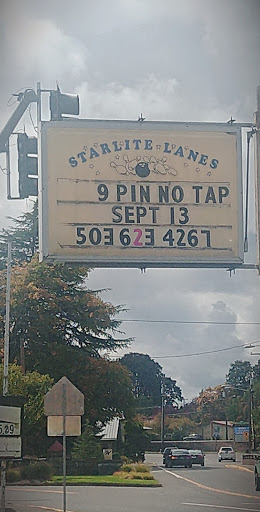 STARLITE LANES
9 PIN NO TAP
SEPT 13
503 623 4267